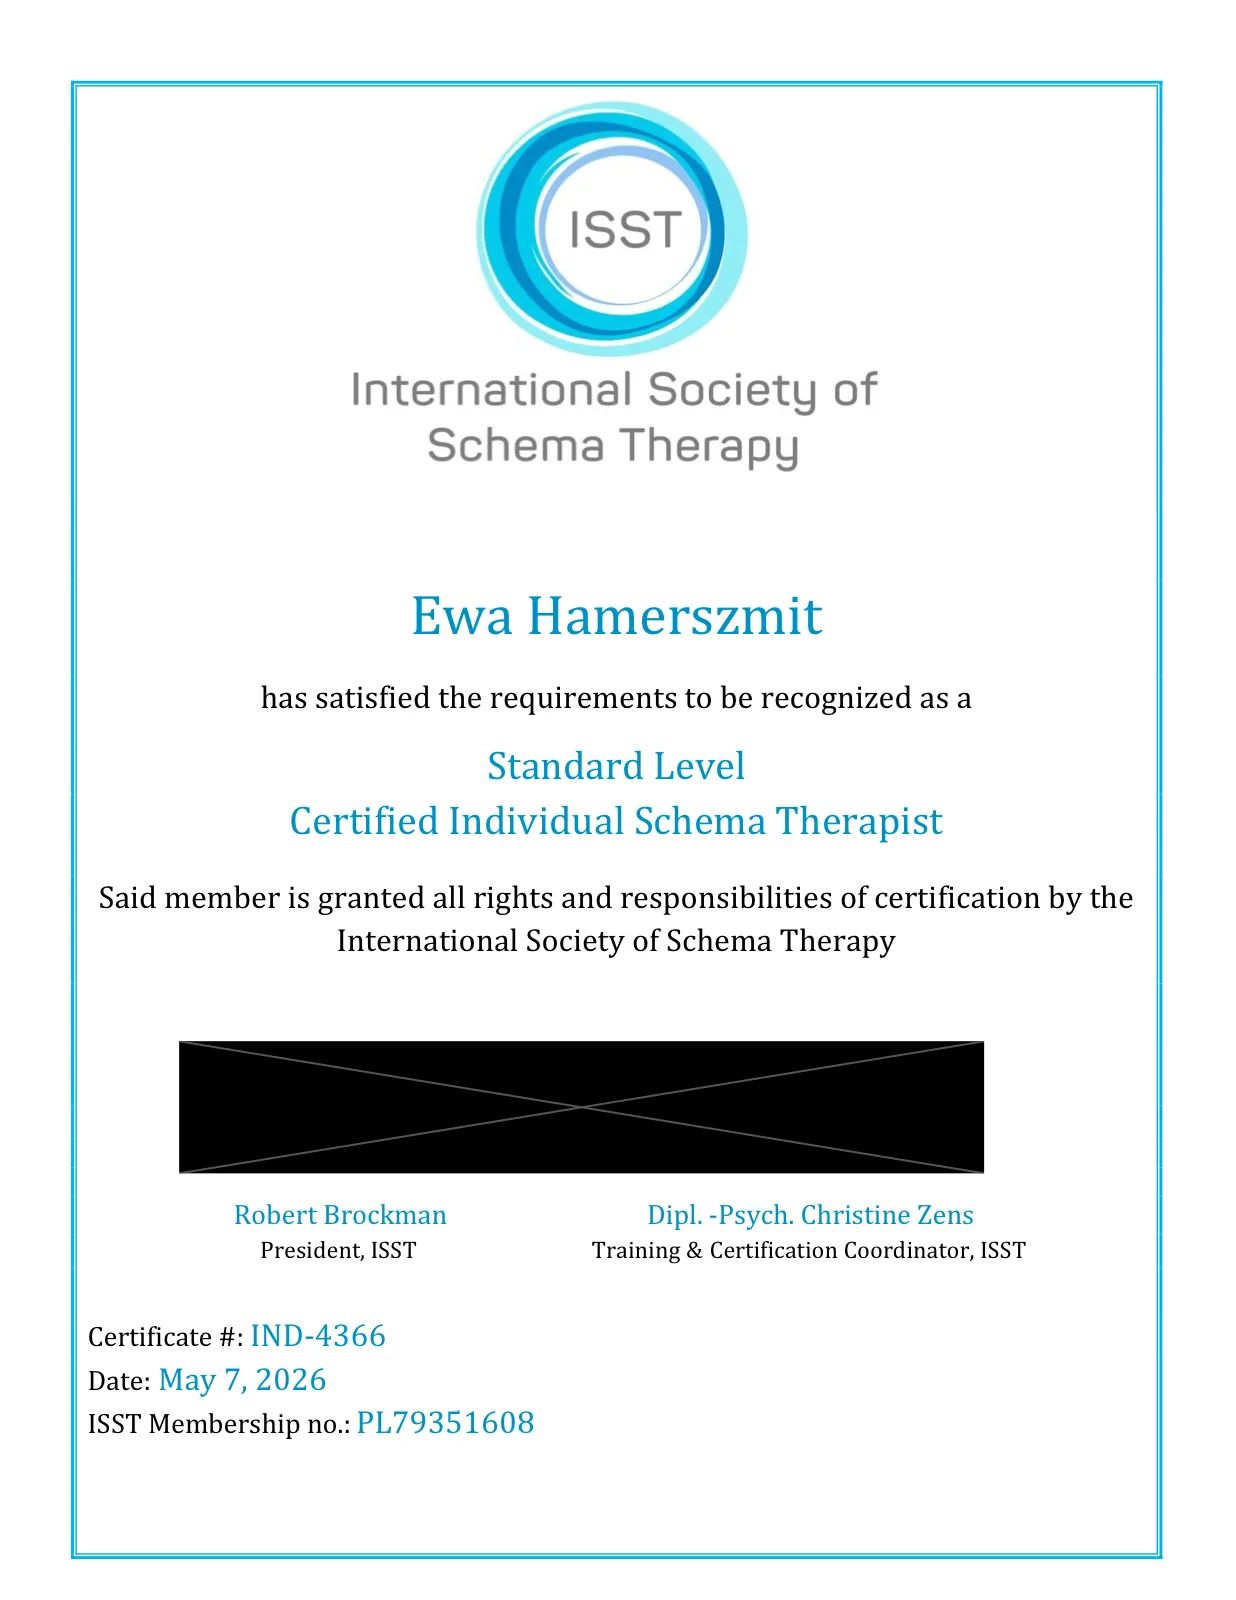 ISST
International Society of
Schema Therapy
Ewa Hamerszmit
has satisfied the requirements to be recognized as a
Standard Level
Certified Individual Schema Therapist
Said member is granted all rights and responsibilities of certification by the
International Society of Schema Therapy
Robert Brockman
President, ISST
Dipl. -Psych. Christine Zens
Training & Certification Coordinator, ISST
Certificate #: IND-4366
Date: May 7, 2026
ISST Membership no.: PL79351608